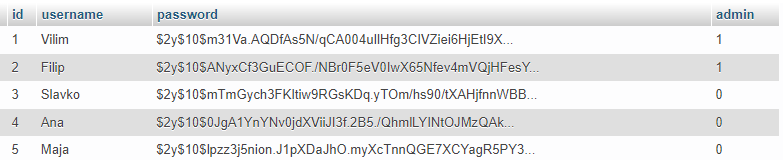 id username password admin
1 Vilim $2y$10$m31Va.AQDfAs5N/qCA004ullHfg3ClVZiei6HjEtI9X... 1
2 Filip $2y$10$ANyxCf3GuECOF./NBr0F5eV0IwX65Nfev4mVQjHFesY... 1
3 Slavko $2y$10$mTmGych3FKltiw9RGsKDq.yTOm/hs90/tXAHjfnnWBB... 0
4 Ana $2y$10$0JgA1YnYNv0jdXViiJI3f.2B5./QhmlLYlNtOJMzQAk... 0
5 Maja $2y$10$lpzz3j5nion.J1pXDaJhO.myXcTnnQGE7XCYagR5PY3... 0